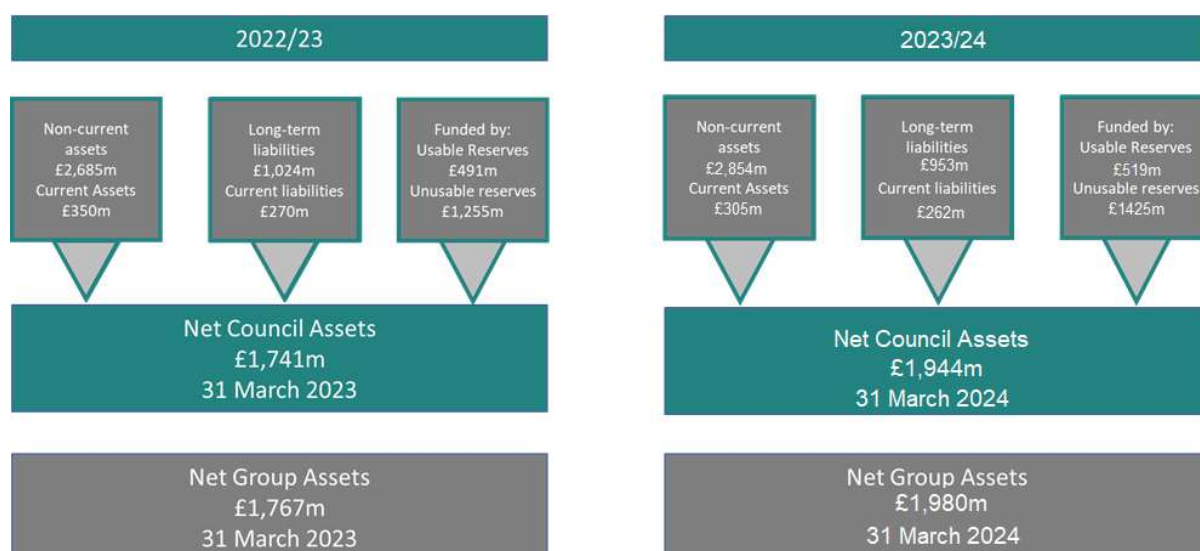 2022/23
Non-current
assets
£2,685m
Current Assets
£350m
Long-term
liabilities
£1,024m
Current liabilities
£270m
Funded by:
Usable Reserves
£491m
Unusable reserves
£1,255m
Net Council Assets
£1,741m
31 March 2023
Net Group Assets
£1,767m
31 March 2023
2023/24
Non-current
assets
£2,854m
Current Assets
£305m
Long-term
liabilities
£953m
Current liabilities
£262m
Funded by:
Usable Reserves
£519m
Unusable reserves
£1425m
Net Council Assets
£1,944m
31 March 2024
Net Group Assets
£1,980m
31 March 2024